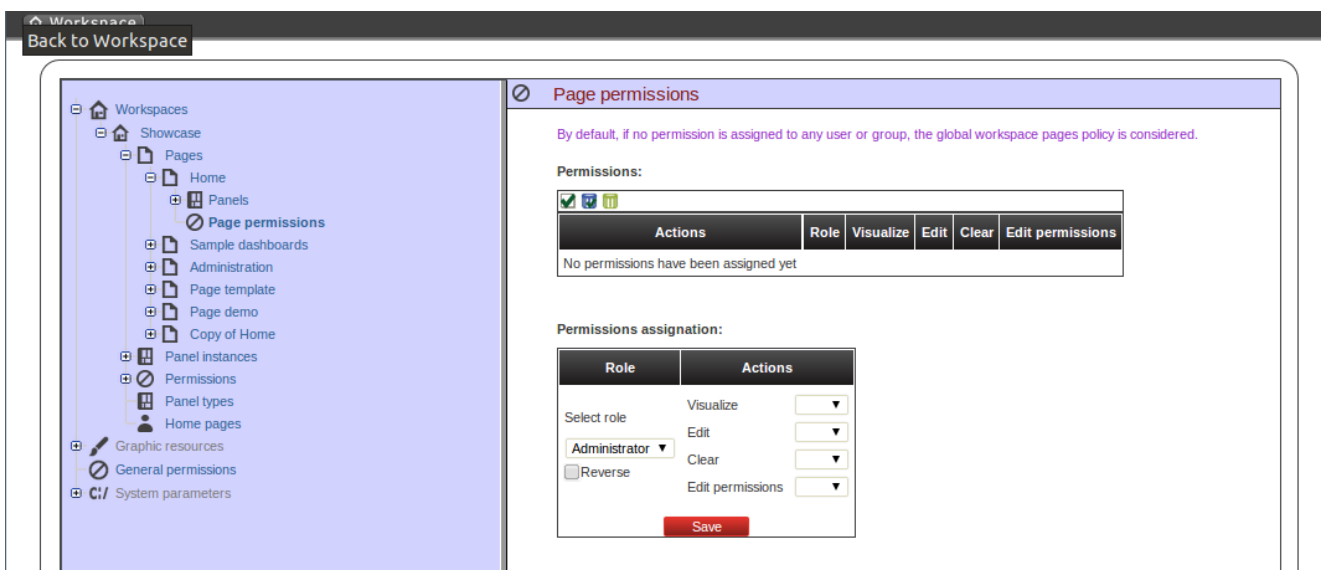 Workspace
Back to Workspace
Workspaces
Showcase
Pages
Home
Panels
Page permissions
Sample dashboards
Administration
Page template
Page demo
Copy of Home
Panel instances
Permissions
Panel types
Home pages
Graphic resources
General permissions
C:/ System parameters
Page permissions
By default, if no permission is assigned to any user or group, the global workspace pages policy is considered.
Permissions:
Actions Role Visualize Edit Clear Edit permissions
No permissions have been assigned yet
Permissions assignation:
Role Actions
Select role
Administrator
Reverse
Visualize
Edit
Clear
Edit permissions
Save